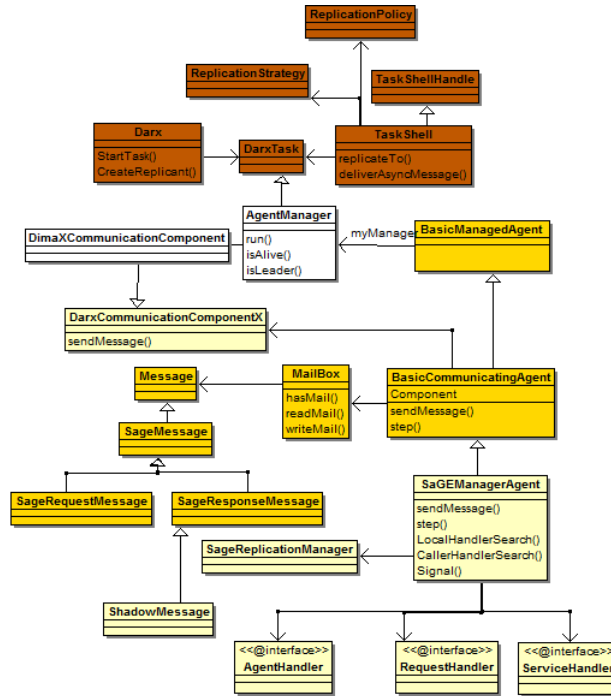 ReplicationPolicy
ReplicationStrategy
TaskShellHandle
Darx
StartTask()
CreateReplicant()
DarxTask
TaskShell
replicateTo()
deliverAsyncMessage()
AgentManager
run()
isAlive()
isLeader()
DimaXCommunicationComponent
myManager
BasicManagedAgent
DarxCommunicationComponentX
sendMessage()
Message
MailBox
hasMail()
readMail()
writeMail()
BasicCommunicatingAgent
Component
sendMessage()
step()
SageMessage
SageRequestMessage
SageResponseMessage
SaGEManagerAgent
sendMessage()
step()
LocalHandlerSearch()
CallerHandlerSearch()
Signal()
SageReplicationManager
ShadowMessage
<<@interface>>
AgentHandler
<<@interface>>
RequestHandler
<<@interface>>
ServiceHandler